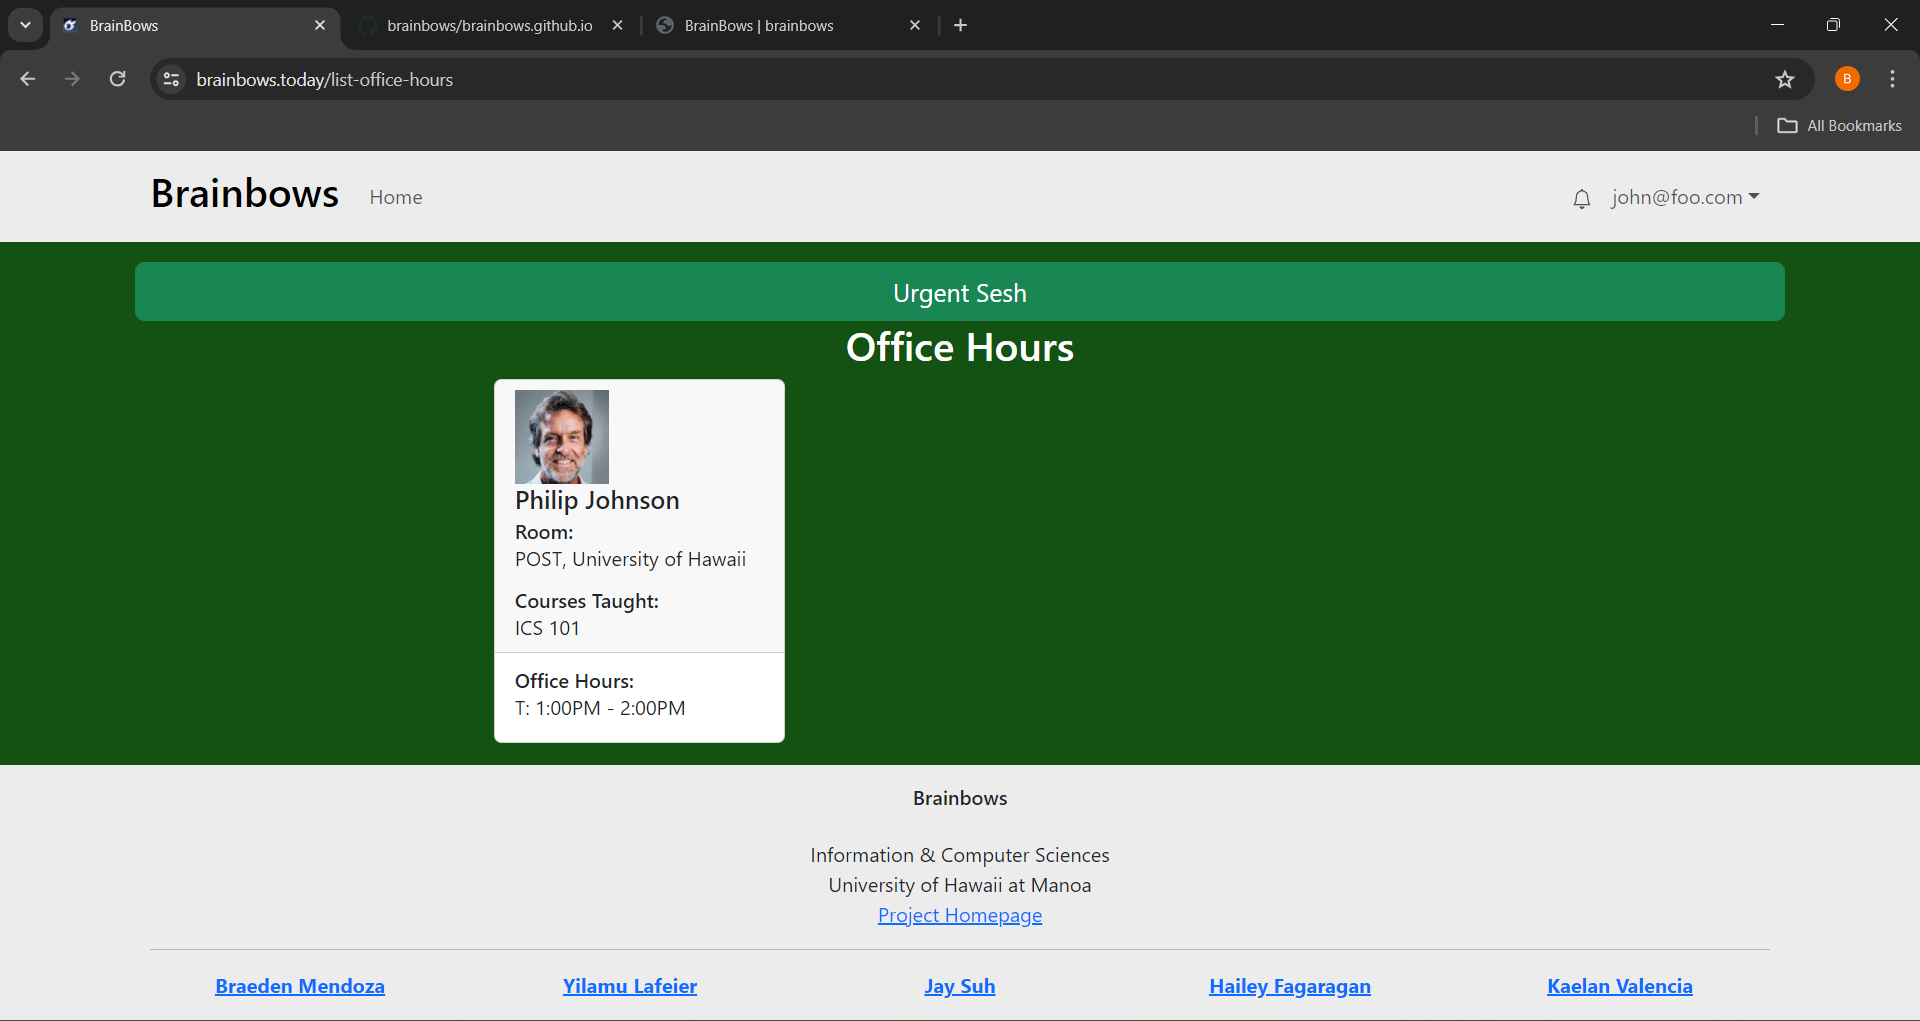 BrainBows
brainbows/brainbows.github.io
BrainBows | brainbows
brainbows.today/list-office-hours
B
All Bookmarks
Brainbows
Home
john@foo.com
Urgent Sesh
Office Hours
Philip Johnson
Room:
POST, University of Hawaii
Courses Taught:
ICS 101
Office Hours:
T: 1:00PM - 2:00PM
Brainbows
Information & Computer Sciences
University of Hawaii at Manoa
Project Homepage
Braeden Mendoza
Yilamu Lafeier
Jay Suh
Hailey Fagaragan
Kaelan Valencia